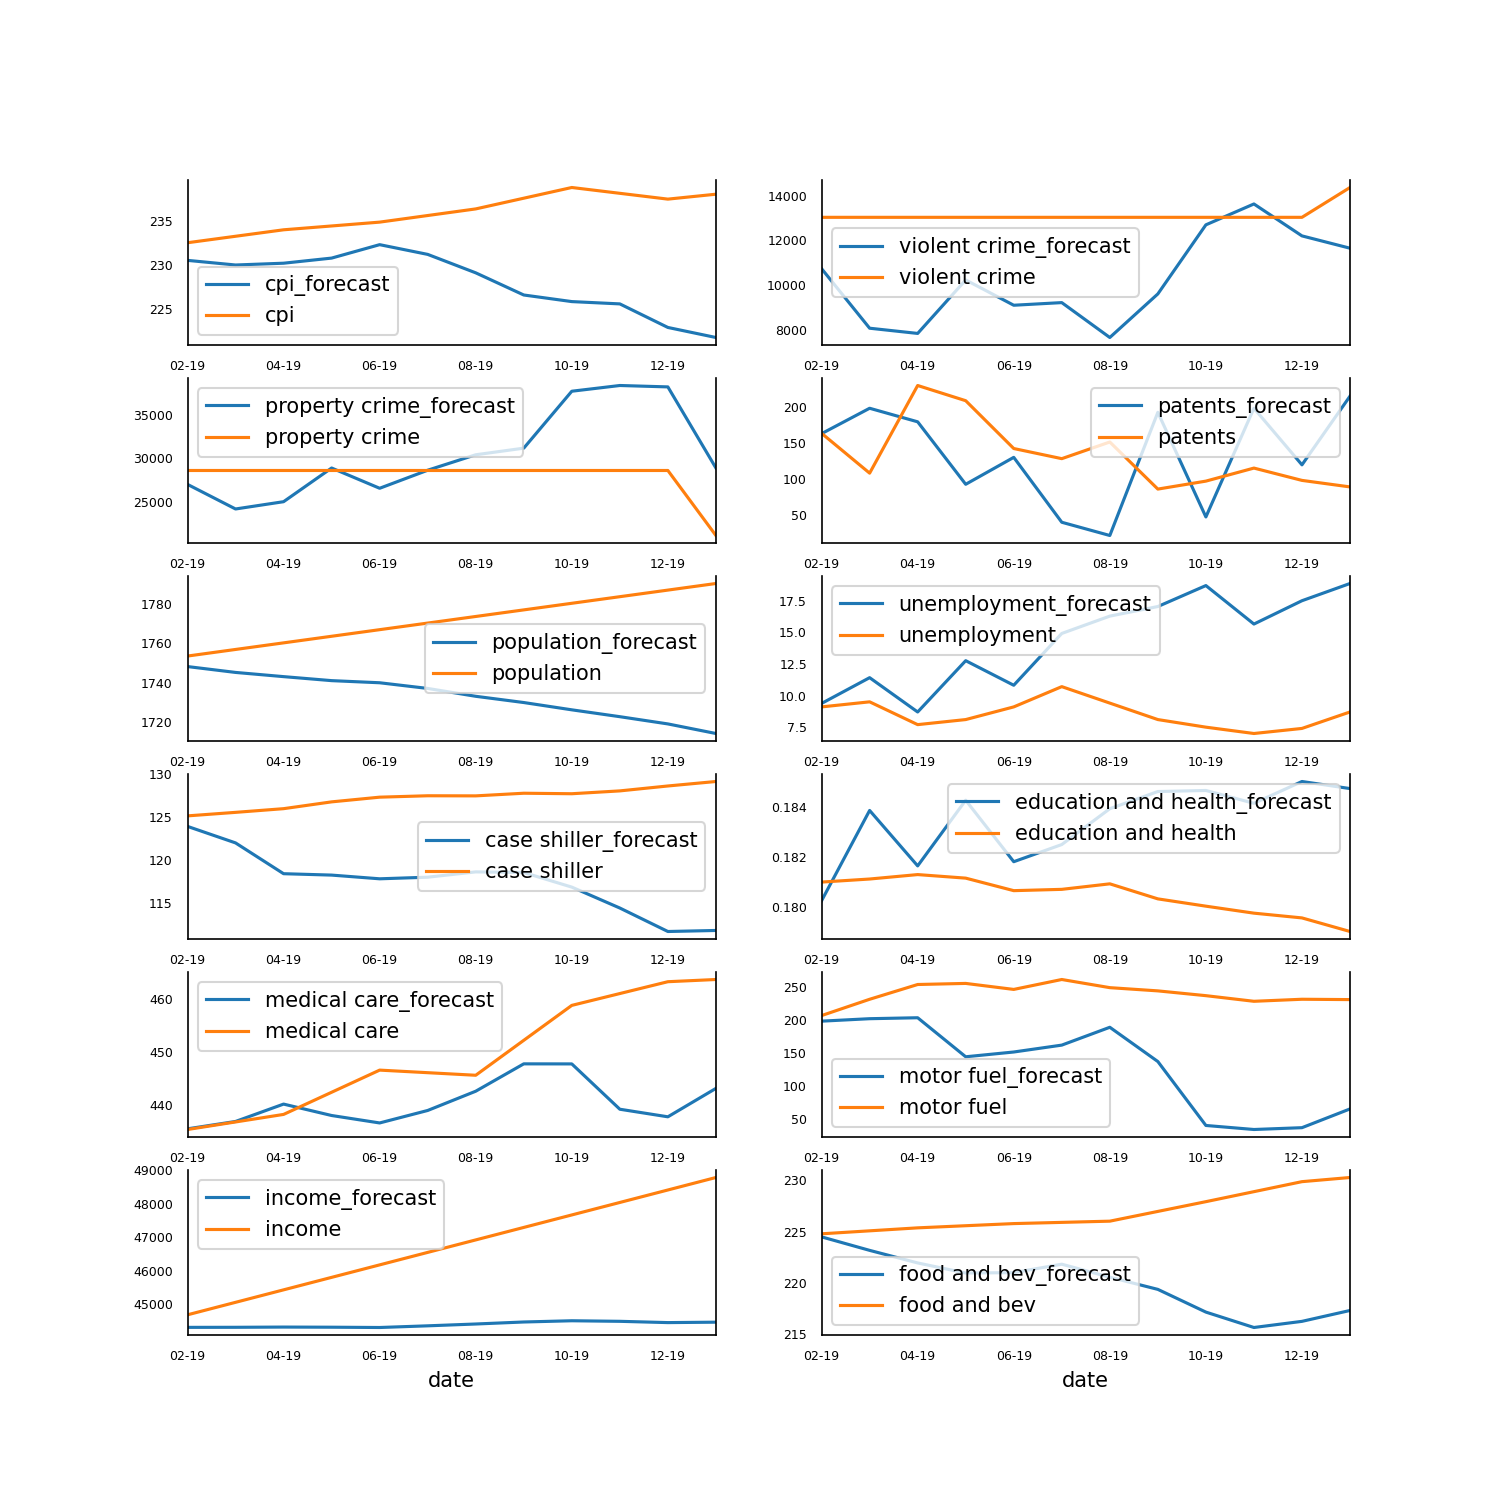 235
230
225
cpi_forecast
cpi
02-19 04-19 06-19 08-19 10-19 12-19
14000
12000
10000
8000
violent crime_forecast
violent crime
02-19 04-19 06-19 08-19 10-19 12-19
35000
30000
25000
property crime_forecast
property crime
02-19 04-19 06-19 08-19 10-19 12-19
200
150
100
50
patents_forecast
patents
02-19 04-19 06-19 08-19 10-19 12-19
1780
1760
1740
1720
population_forecast
population
02-19 04-19 06-19 08-19 10-19 12-19
17.5
15.0
12.5
10.0
7.5
unemployment_forecast
unemployment
02-19 04-19 06-19 08-19 10-19 12-19
130
125
120
115
case shiller_forecast
case shiller
02-19 04-19 06-19 08-19 10-19 12-19
0.184
0.182
0.180
education and health_forecast
education and health
02-19 04-19 06-19 08-19 10-19 12-19
460
450
440
medical care_forecast
medical care
02-19 04-19 06-19 08-19 10-19 12-19
250
200
150
100
50
motor fuel_forecast
motor fuel
02-19 04-19 06-19 08-19 10-19 12-19
49000
48000
47000
46000
45000
income_forecast
income
02-19 04-19 06-19 08-19 10-19 12-19
date
230
225
220
215
food and bev_forecast
food and bev
02-19 04-19 06-19 08-19 10-19 12-19
date